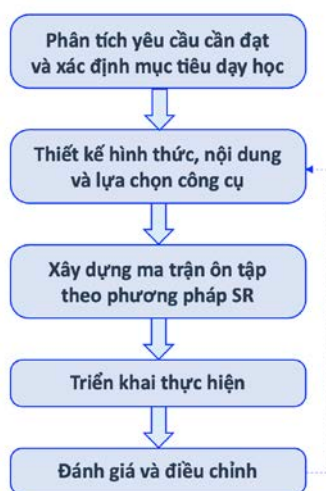 Phân tích yêu cầu cần đạt
và xác định mục tiêu dạy học
Thiết kế hình thức, nội dung
và lựa chọn công cụ
Xây dựng ma trận ôn tập
theo phương pháp SR
Triển khai thực hiện
Đánh giá và điều chỉnh